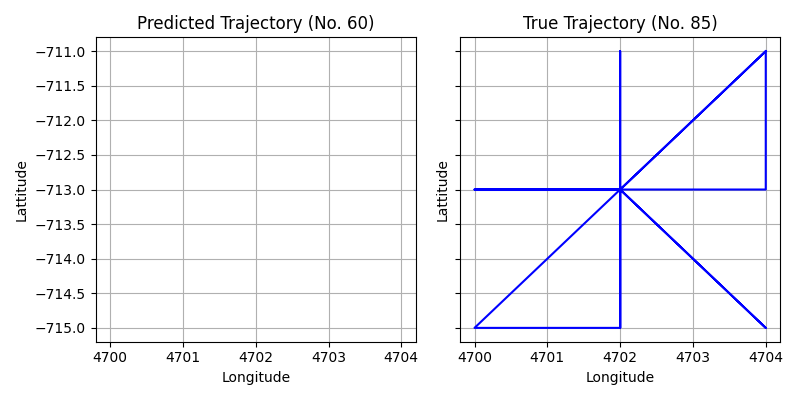 Predicted Trajectory (No. 60)
True Trajectory (No. 85)
Lattitude
−711.0
−711.5
−712.0
−712.5
−713.0
−713.5
−714.0
−714.5
−715.0
4700 4701 4702 4703 4704
Longitude
Lattitude
4700 4701 4702 4703 4704
Longitude